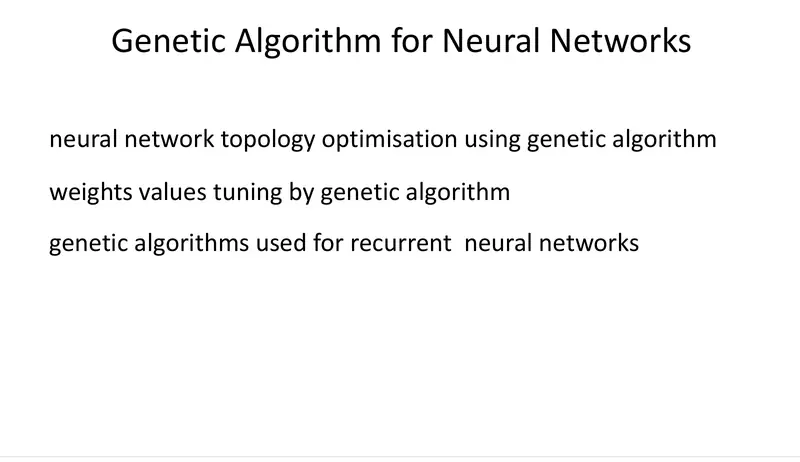 Genetic Algorithm for Neural Networks
neural network topology optimisation using genetic algorithm
weights values tuning by genetic algorithm
genetic algorithms used for recurrent  neural networks